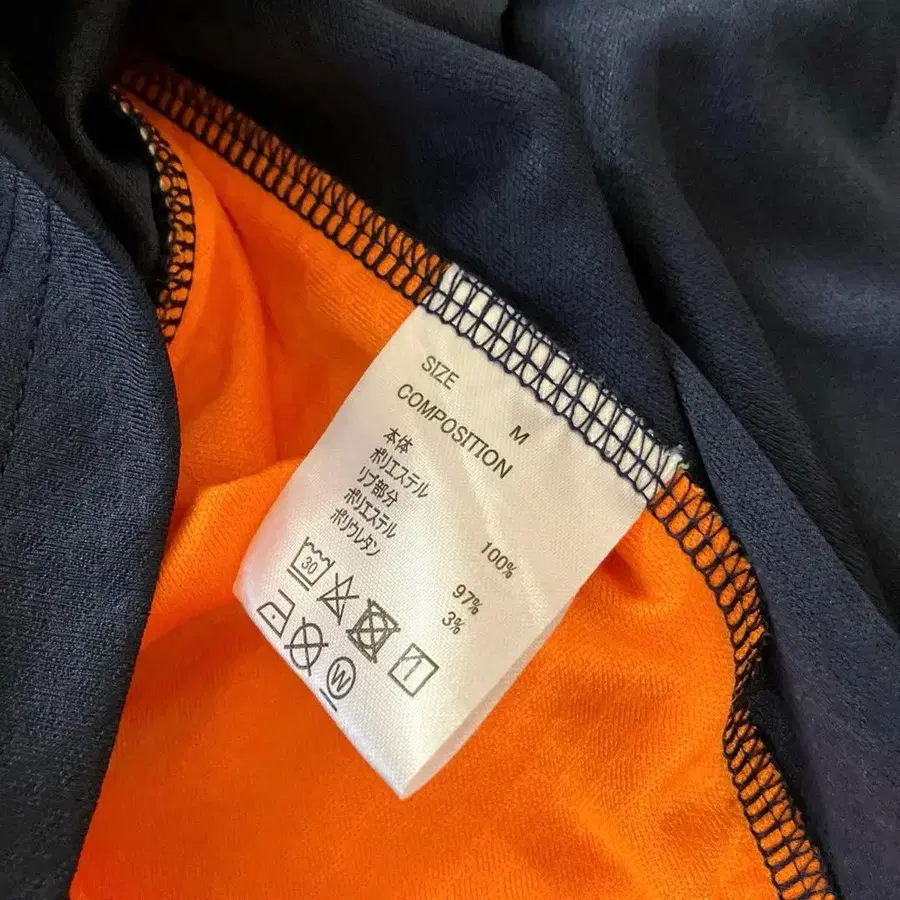 SIZE M
COMPOSITION
本体
ポリエステル 100%
リブ部分
ポリエステル 97%
ポリウレタン 3%
30
W